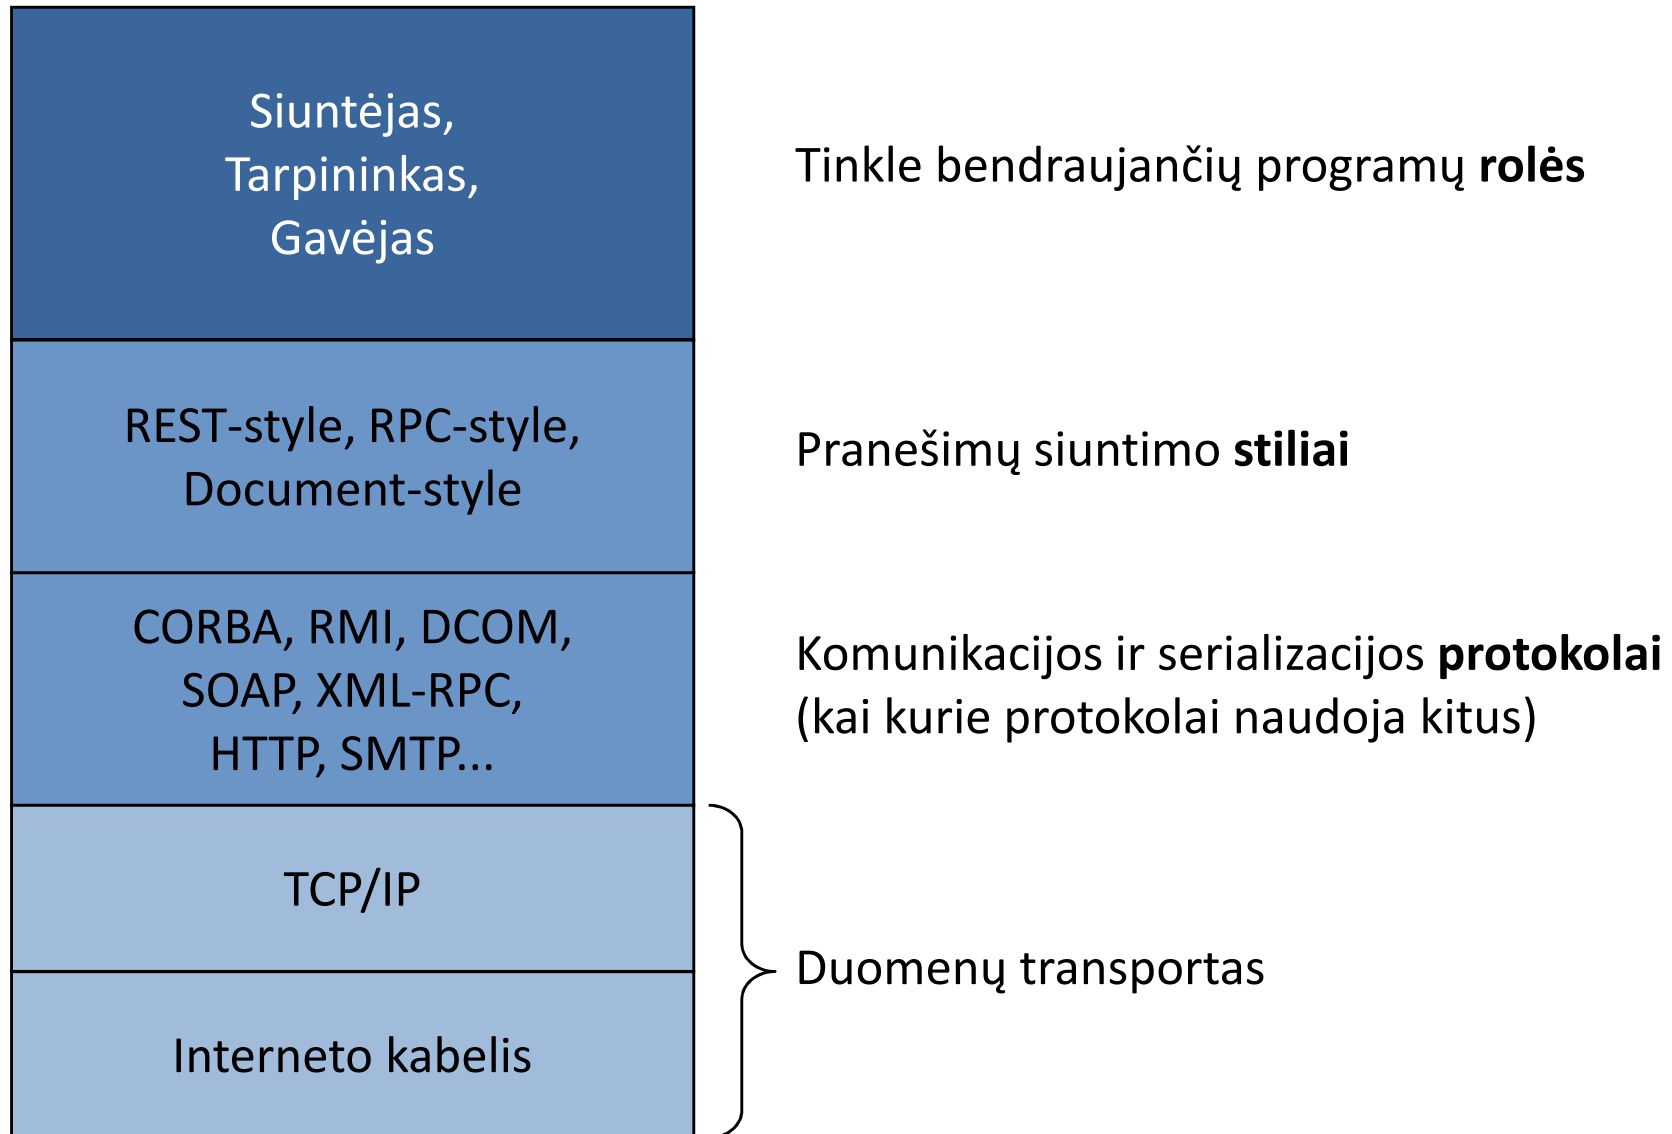 Siuntėjas,
Tarpininkas,
Gavėjas
Tinkle bendraujančių programų rolės
REST-style, RPC-style,
Document-style
Pranešimų siuntimo stiliai
CORBA, RMI, DCOM,
SOAP, XML-RPC,
HTTP, SMTP...
Komunikacijos ir serializacijos protokolai
(kai kurie protokolai naudoja kitus)
TCP/IP
Interneto kabelis
Duomenų transportas